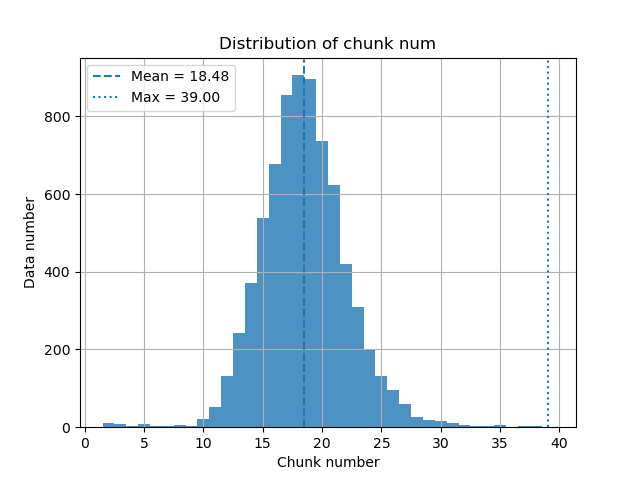 Distribution of chunk num
Mean = 18.48
Max = 39.00
800
600
400
200
0
Data number
0 5 10 15 20 25 30 35 40
Chunk number